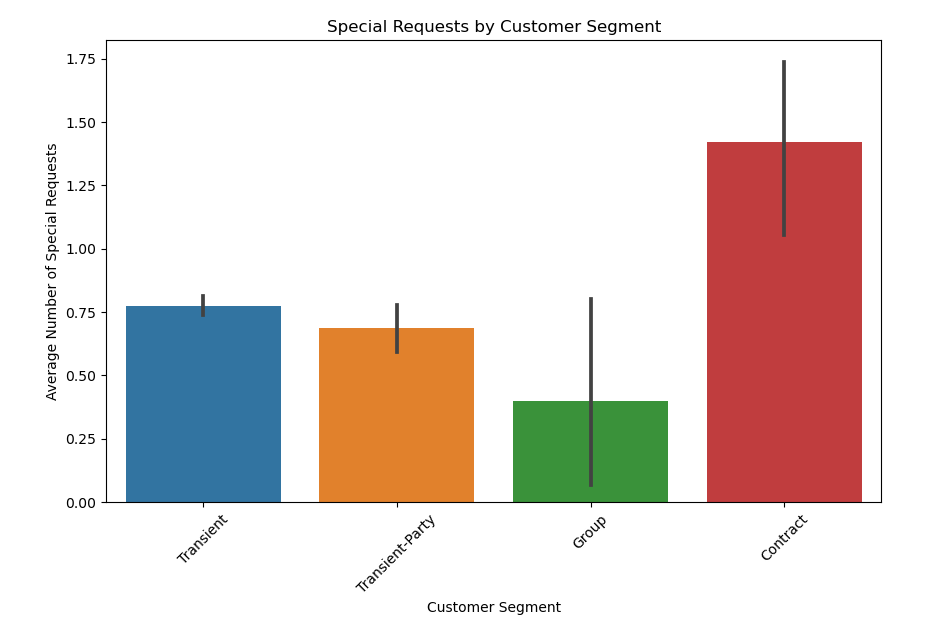 Special Requests by Customer Segment
Average Number of Special Requests
1.75
1.50
1.25
1.00
0.75
0.50
0.25
0.00
Transient
Transient-Party
Group
Contract
Customer Segment